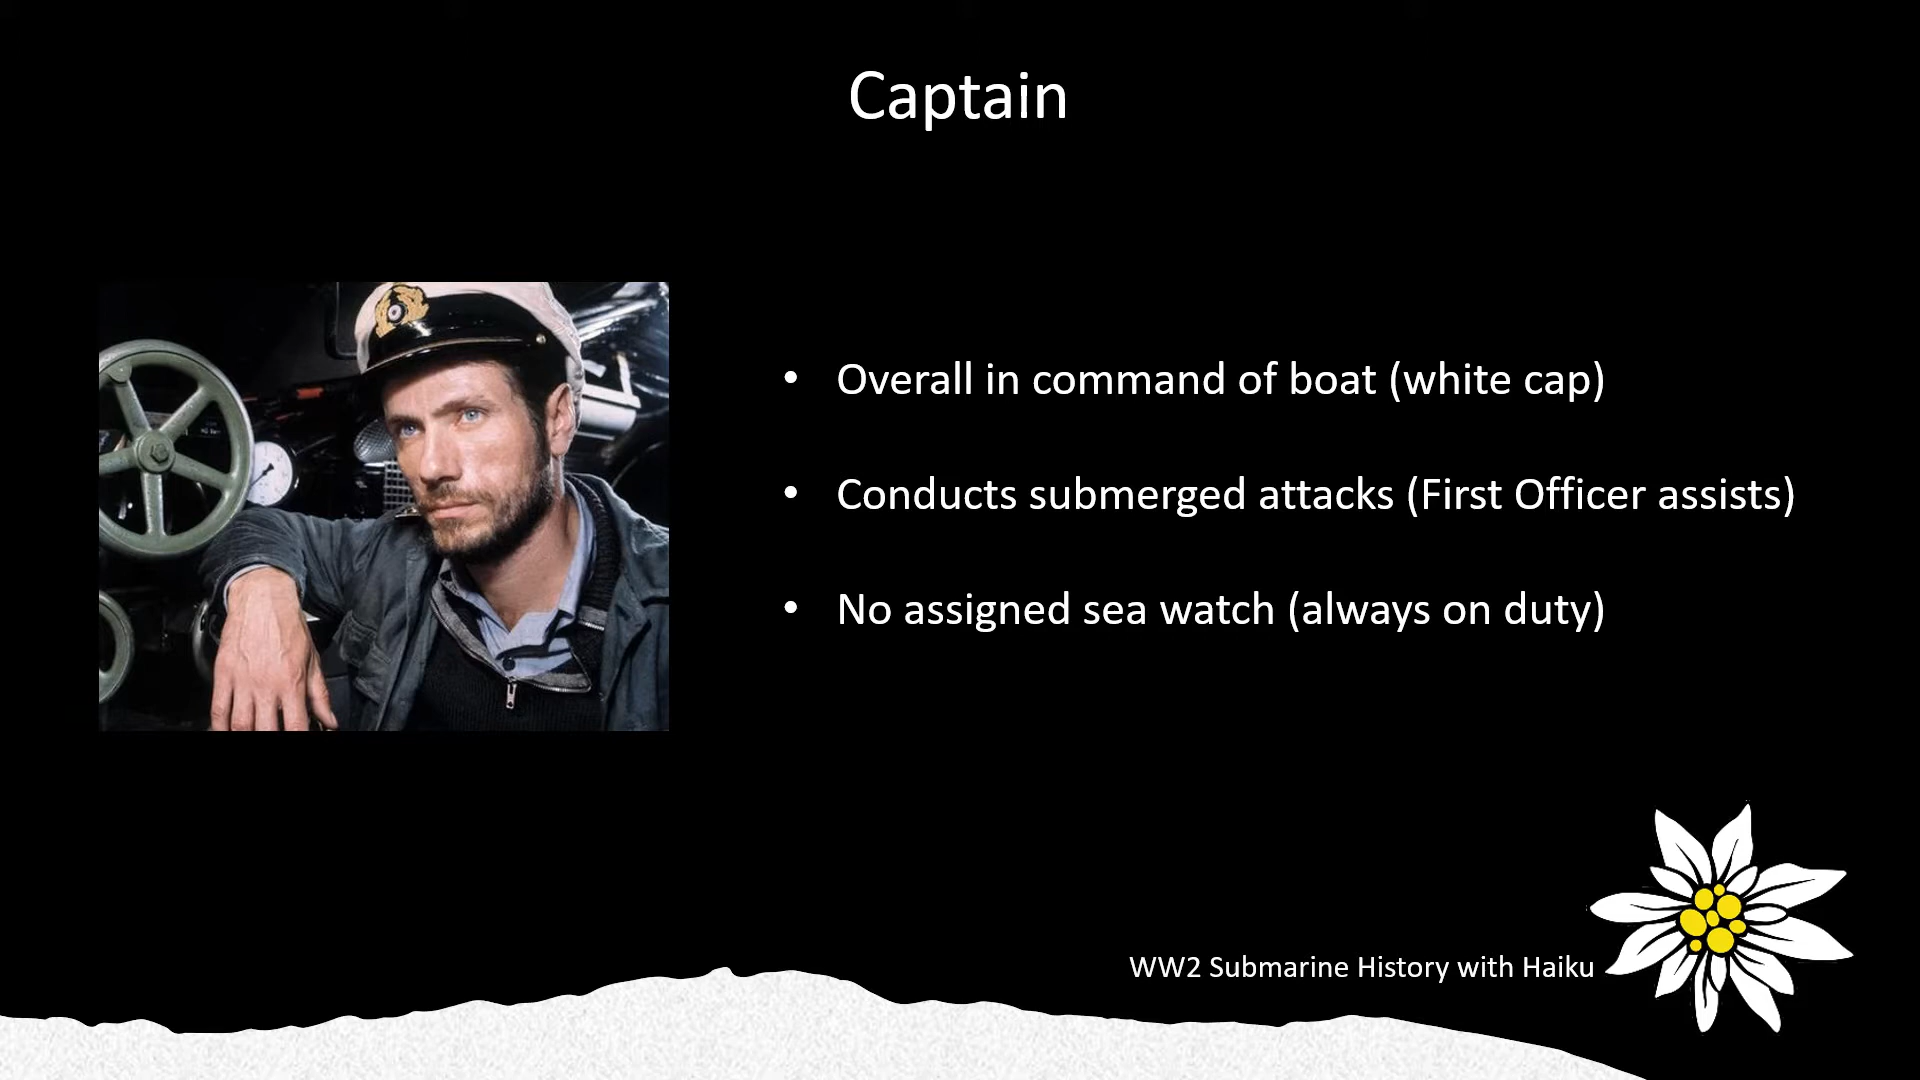 Captain
• Overall in command of boat (white cap)
• Conducts submerged attacks (First Officer assists)
• No assigned sea watch (always on duty)
WW2 Submarine History with Haiku